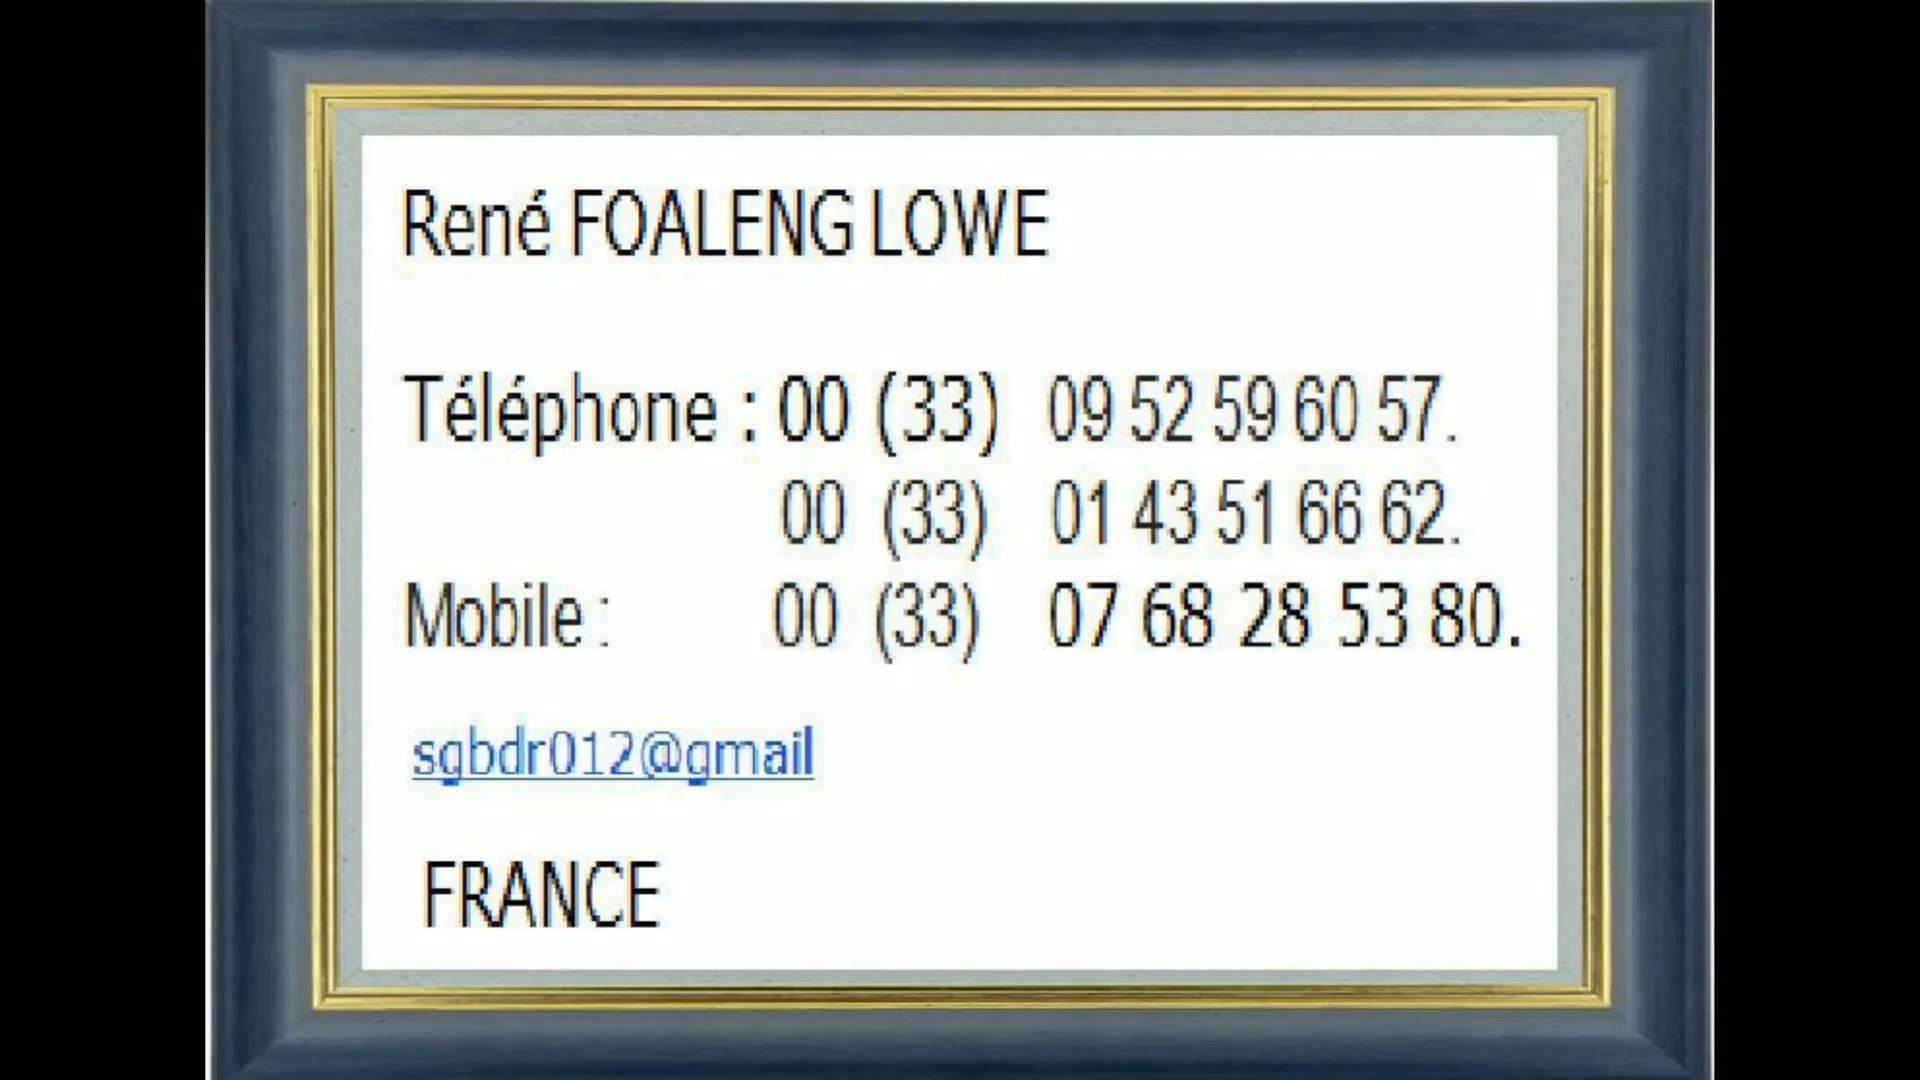 René FOALENG LOWE
Téléphone : 00 (33) 09 52 59 60 57.
00 (33) 01 43 51 66 62.
Mobile : 00 (33) 07 68 28 53 80.
sgbdr012@gmail
FRANCE